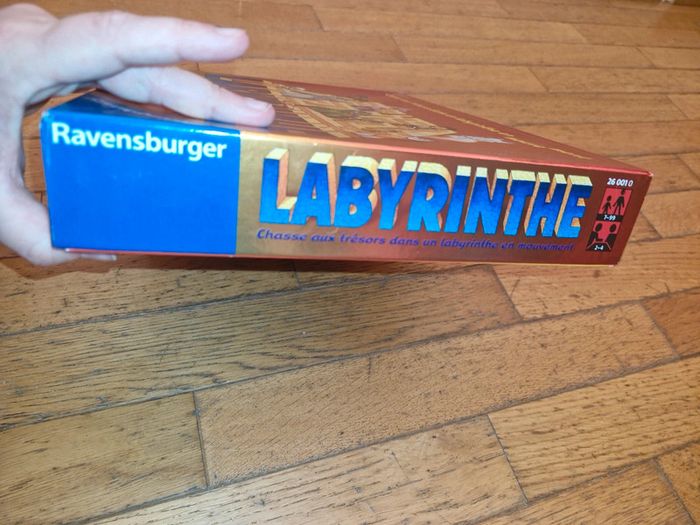 Ravensburger
LABYRINTHE
Chasse aux trésors dans un labyrinthe en mouvement
26 001 0
7-99
2-4